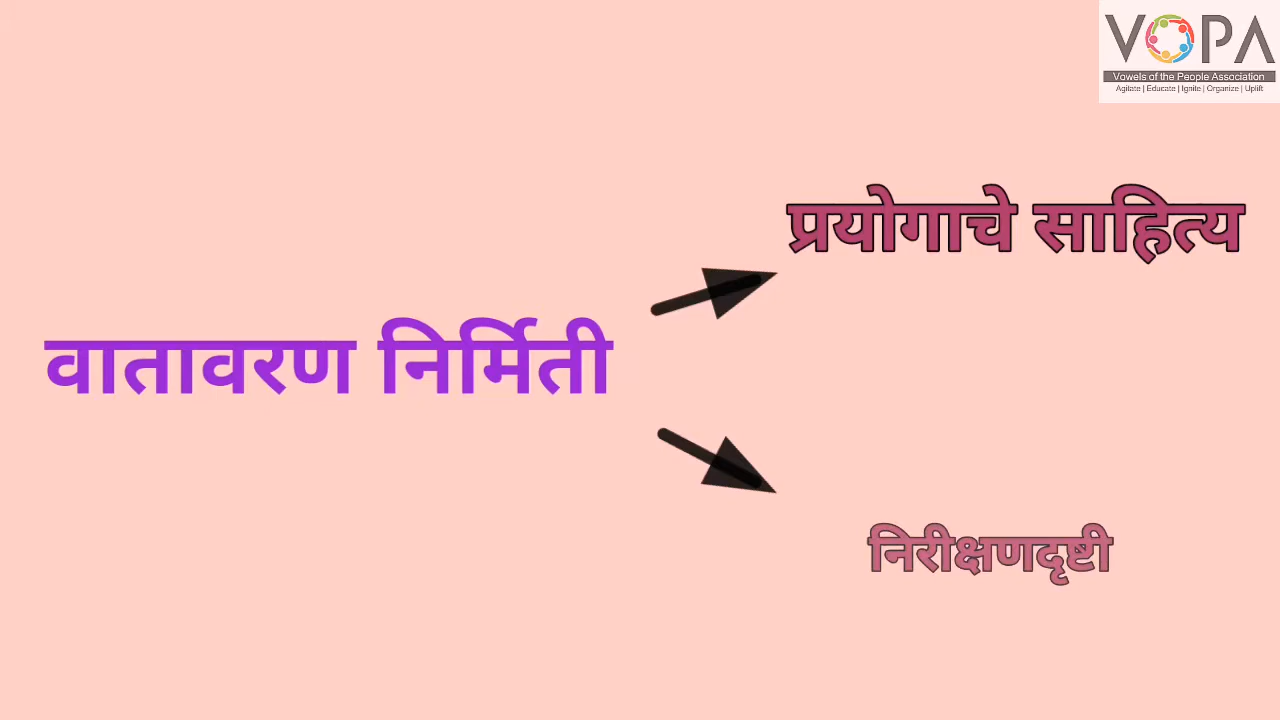 VOPA
Vowels of the People Association
Agitate | Educate | Ignite | Organize | Uplift
प्रयोगाचे साहित्य
वातावरण निर्मिती
निरीक्षणदृष्टी